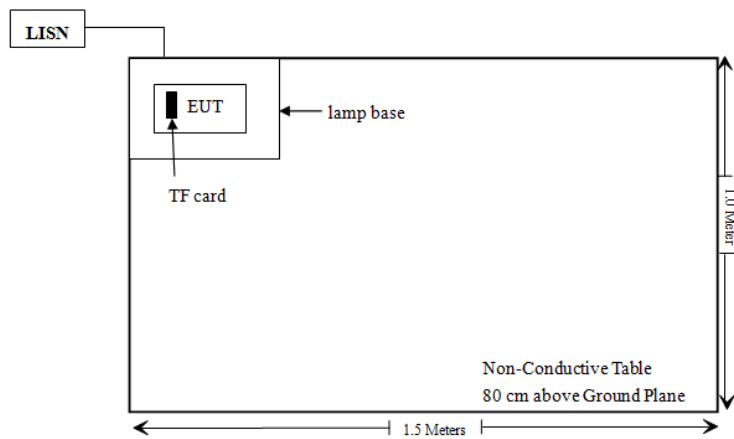 LISN
EUT
lamp base
TF card
1.0 Meter
Non-Conductive Table
80 cm above Ground Plane
1.5 Meters